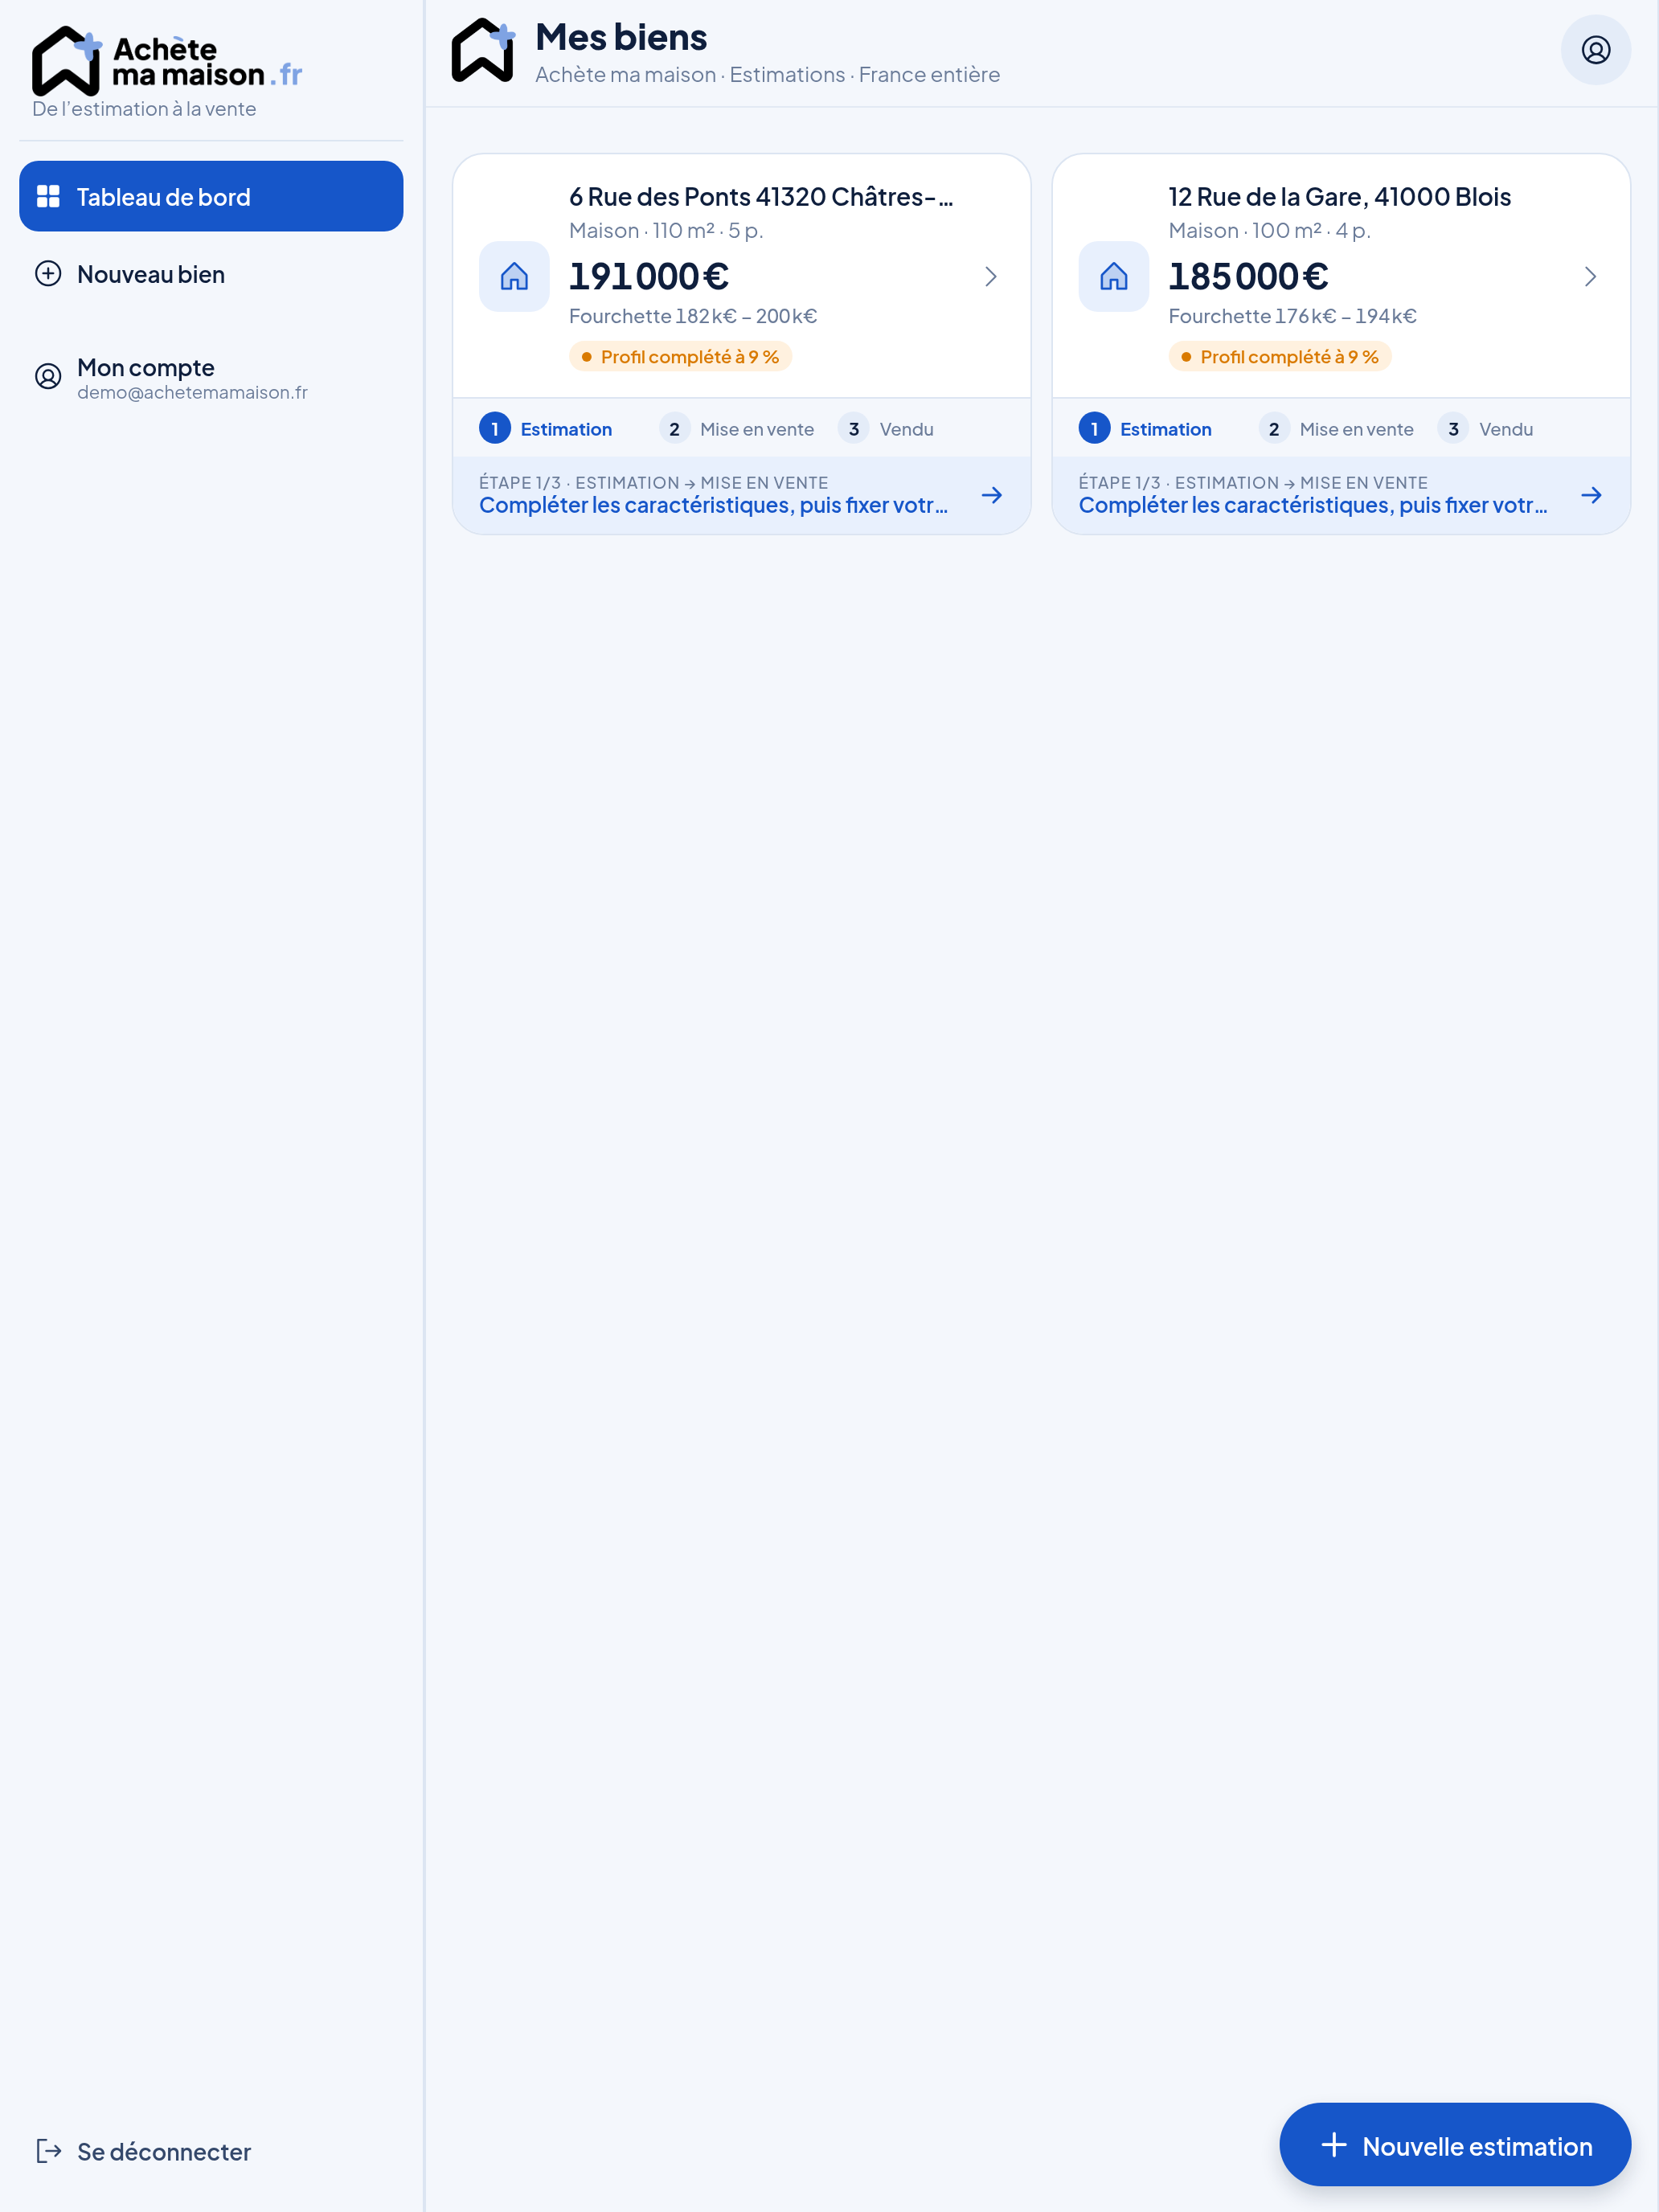 Achète
ma maison .fr
De l'estimation à la vente
Tableau de bord
Nouveau bien
Mon compte
demo@achetemamaison.fr
Se déconnecter
Mes biens
Achète ma maison · Estimations · France entière
6 Rue des Ponts 41320 Châtres-…
Maison · 110 m² · 5 p.
191 000 €
Fourchette 182 k€ – 200 k€
Profil complété à 9 %
1 Estimation 2 Mise en vente 3 Vendu
ÉTAPE 1/3 · ESTIMATION → MISE EN VENTE
Compléter les caractéristiques, puis fixer votr…
12 Rue de la Gare, 41000 Blois
Maison · 100 m² · 4 p.
185 000 €
Fourchette 176 k€ – 194 k€
Profil complété à 9 %
1 Estimation 2 Mise en vente 3 Vendu
ÉTAPE 1/3 · ESTIMATION → MISE EN VENTE
Compléter les caractéristiques, puis fixer votr…
Nouvelle estimation